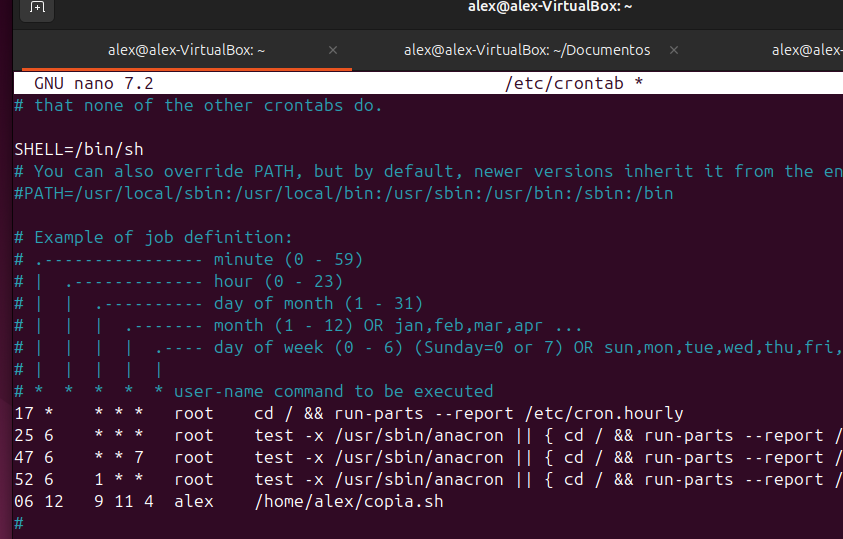 alex@alex-VirtualBox: ~
alex@alex-VirtualBox: ~ × alex@alex-VirtualBox: ~/Documentos × alex@alex-
GNU nano 7.2 /etc/crontab *
# that none of the other crontabs do.
SHELL=/bin/sh
# You can also override PATH, but by default, newer versions inherit it from the en
#PATH=/usr/local/sbin:/usr/local/bin:/usr/sbin:/usr/bin:/sbin:/bin
# Example of job definition:
# .---------------- minute (0 - 59)
# |  .------------- hour (0 - 23)
# |  |  .---------- day of month (1 - 31)
# |  |  |  .------- month (1 - 12) OR jan,feb,mar,apr ...
# |  |  |  |  .---- day of week (0 - 6) (Sunday=0 or 7) OR sun,mon,tue,wed,thu,fri,
# |  |  |  |  |
# *  *  *  *  * user-name command to be executed
17 *    * * *   root    cd / && run-parts --report /etc/cron.hourly
25 6    * * *   root    test -x /usr/sbin/anacron || { cd / && run-parts --report /
47 6    * * 7   root    test -x /usr/sbin/anacron || { cd / && run-parts --report /
52 6    1 * *   root    test -x /usr/sbin/anacron || { cd / && run-parts --report /
06 12   9 11 4  alex    /home/alex/copia.sh
#